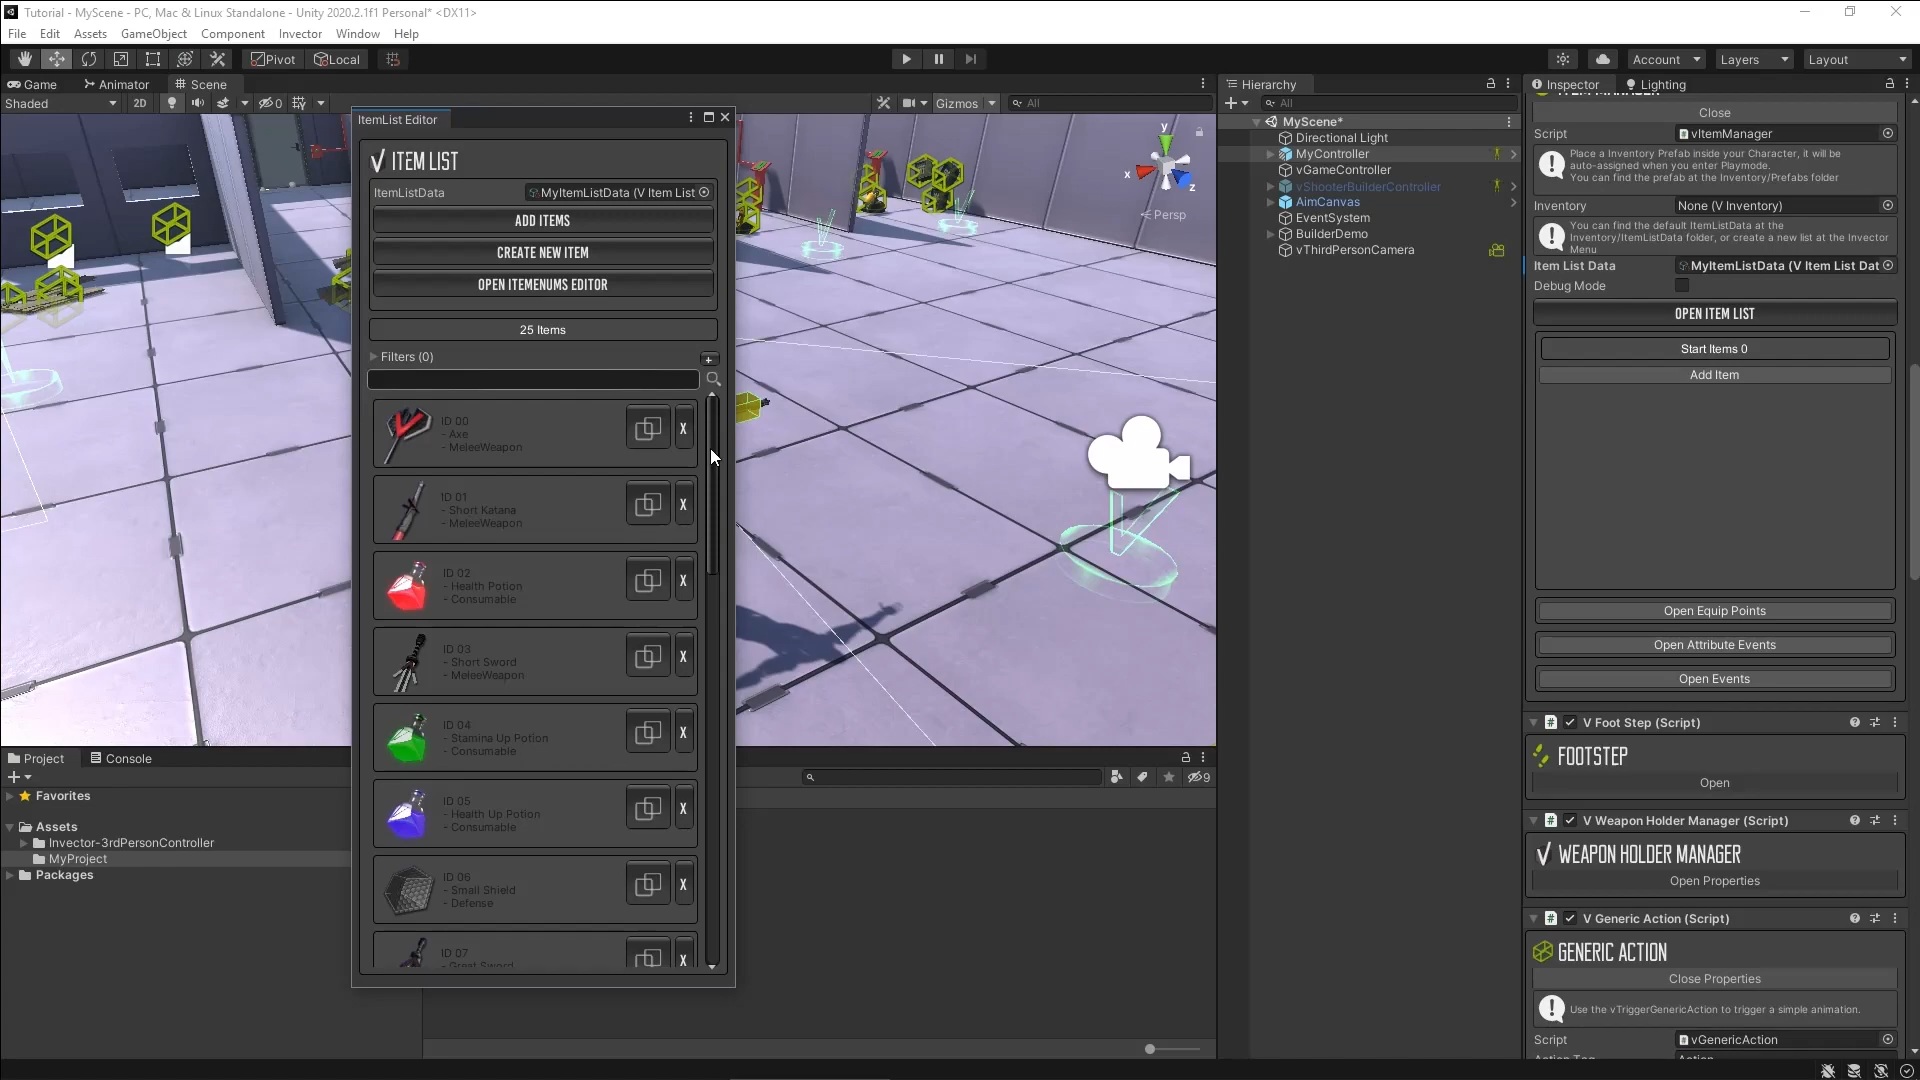 Tutorial - MyScene - PC, Mac & Linux Standalone - Unity 2020.2.1f1 Personal* <DX11>
File Edit Assets GameObject Component Invector Window Help
Pivot Local
Account Layers Layout
Game Animator Scene
Shaded 2D 0 Gizmos All
ItemList Editor
ITEM LIST
ItemListData MyItemListData (V Item List
ADD ITEMS
CREATE NEW ITEM
OPEN ITEMENUMS EDITOR
25 Items
Filters (0)
ID 00
- Axe
- MeleeWeapon
X
ID 01
- Short Katana
- MeleeWeapon
X
ID 02
- Health Potion
- Consumable
X
ID 03
- Short Sword
- MeleeWeapon
X
ID 04
- Stamina Up Potion
- Consumable
X
ID 05
- Health Up Potion
- Consumable
X
ID 06
- Small Shield
- Defense
X
ID 07
- Great Sword
X
y
x
z
Persp
Hierarchy
All
MyScene*
Directional Light
MyController
vGameController
vShooterBuilderController
AimCanvas
EventSystem
BuilderDemo
vThirdPersonCamera
Inspector Lighting
Close
Script vItemManager
Place a Inventory Prefab inside your Character, it will be
auto-assigned when you enter Playmode.
You can find the prefab at the Inventory/Prefabs folder
Inventory None (V Inventory)
You can find the default ItemListData at the
Inventory/ItemListData folder, or create a new list at the Invector
Menu
Item List Data MyItemListData (V Item List Dat
Debug Mode
OPEN ITEM LIST
Start Items 0
Add Item
Open Equip Points
Open Attribute Events
Open Events
V Foot Step (Script)
FOOTSTEP
Open
V Weapon Holder Manager (Script)
WEAPON HOLDER MANAGER
Open Properties
V Generic Action (Script)
GENERIC ACTION
Close Properties
Use the vTriggerGenericAction to trigger a simple animation.
Script vGenericAction
Project Console
9
Favorites
Assets
Invector-3rdPersonController
MyProject
Packages